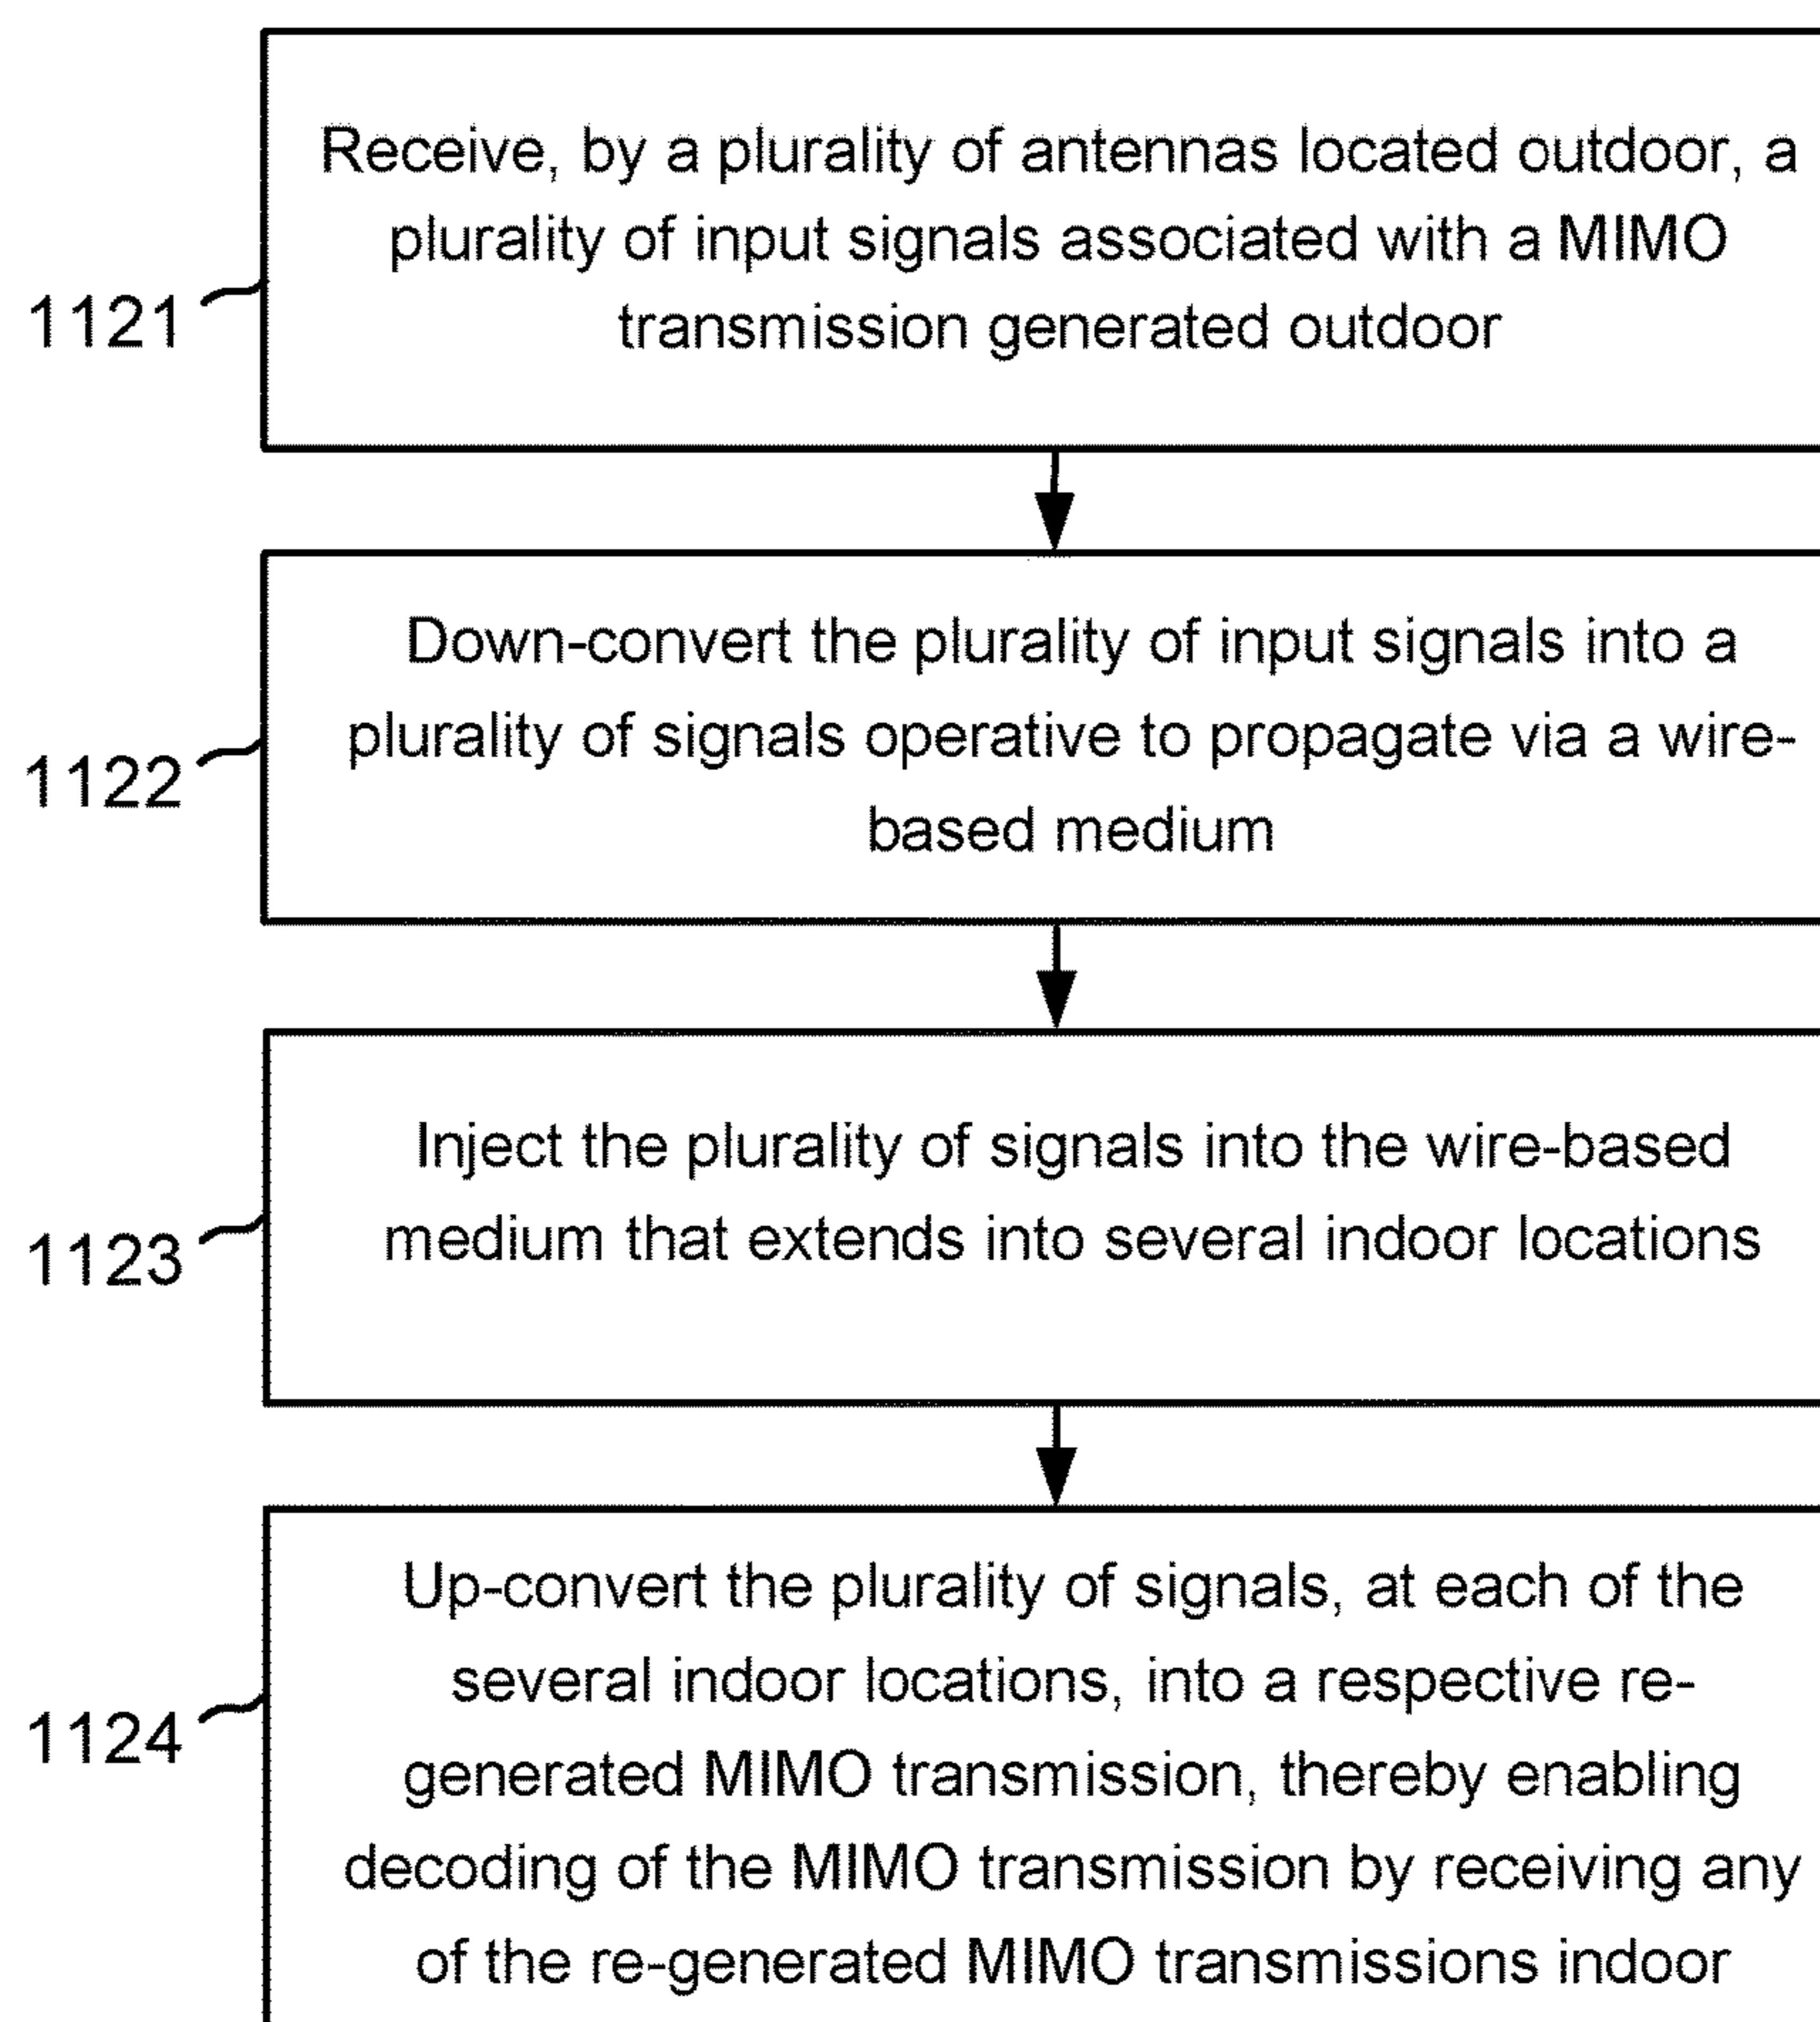 Receive, by a plurality of antennas located outdoor, a
plurality of input signals associated with a MIMO
transmission generated outdoor
1121
Down-convert the plurality of input signals into a
plurality of signals operative to propagate via a wire-
based medium
1122
Inject the plurality of signals into the wire-based
medium that extends into several indoor locations
1123
Up-convert the plurality of signals, at each of the
several indoor locations, into a respective re-
generated MIMO transmission, thereby enabling
decoding of the MIMO transmission by receiving any
of the re-generated MIMO transmissions indoor
1124